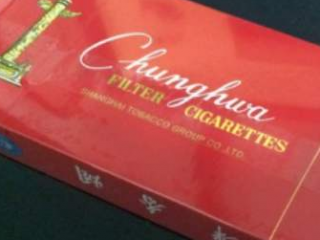 Chunghwa
FILTER CIGARETTES
SHANGHAI TOBACCO GROUP CO.,LTD.